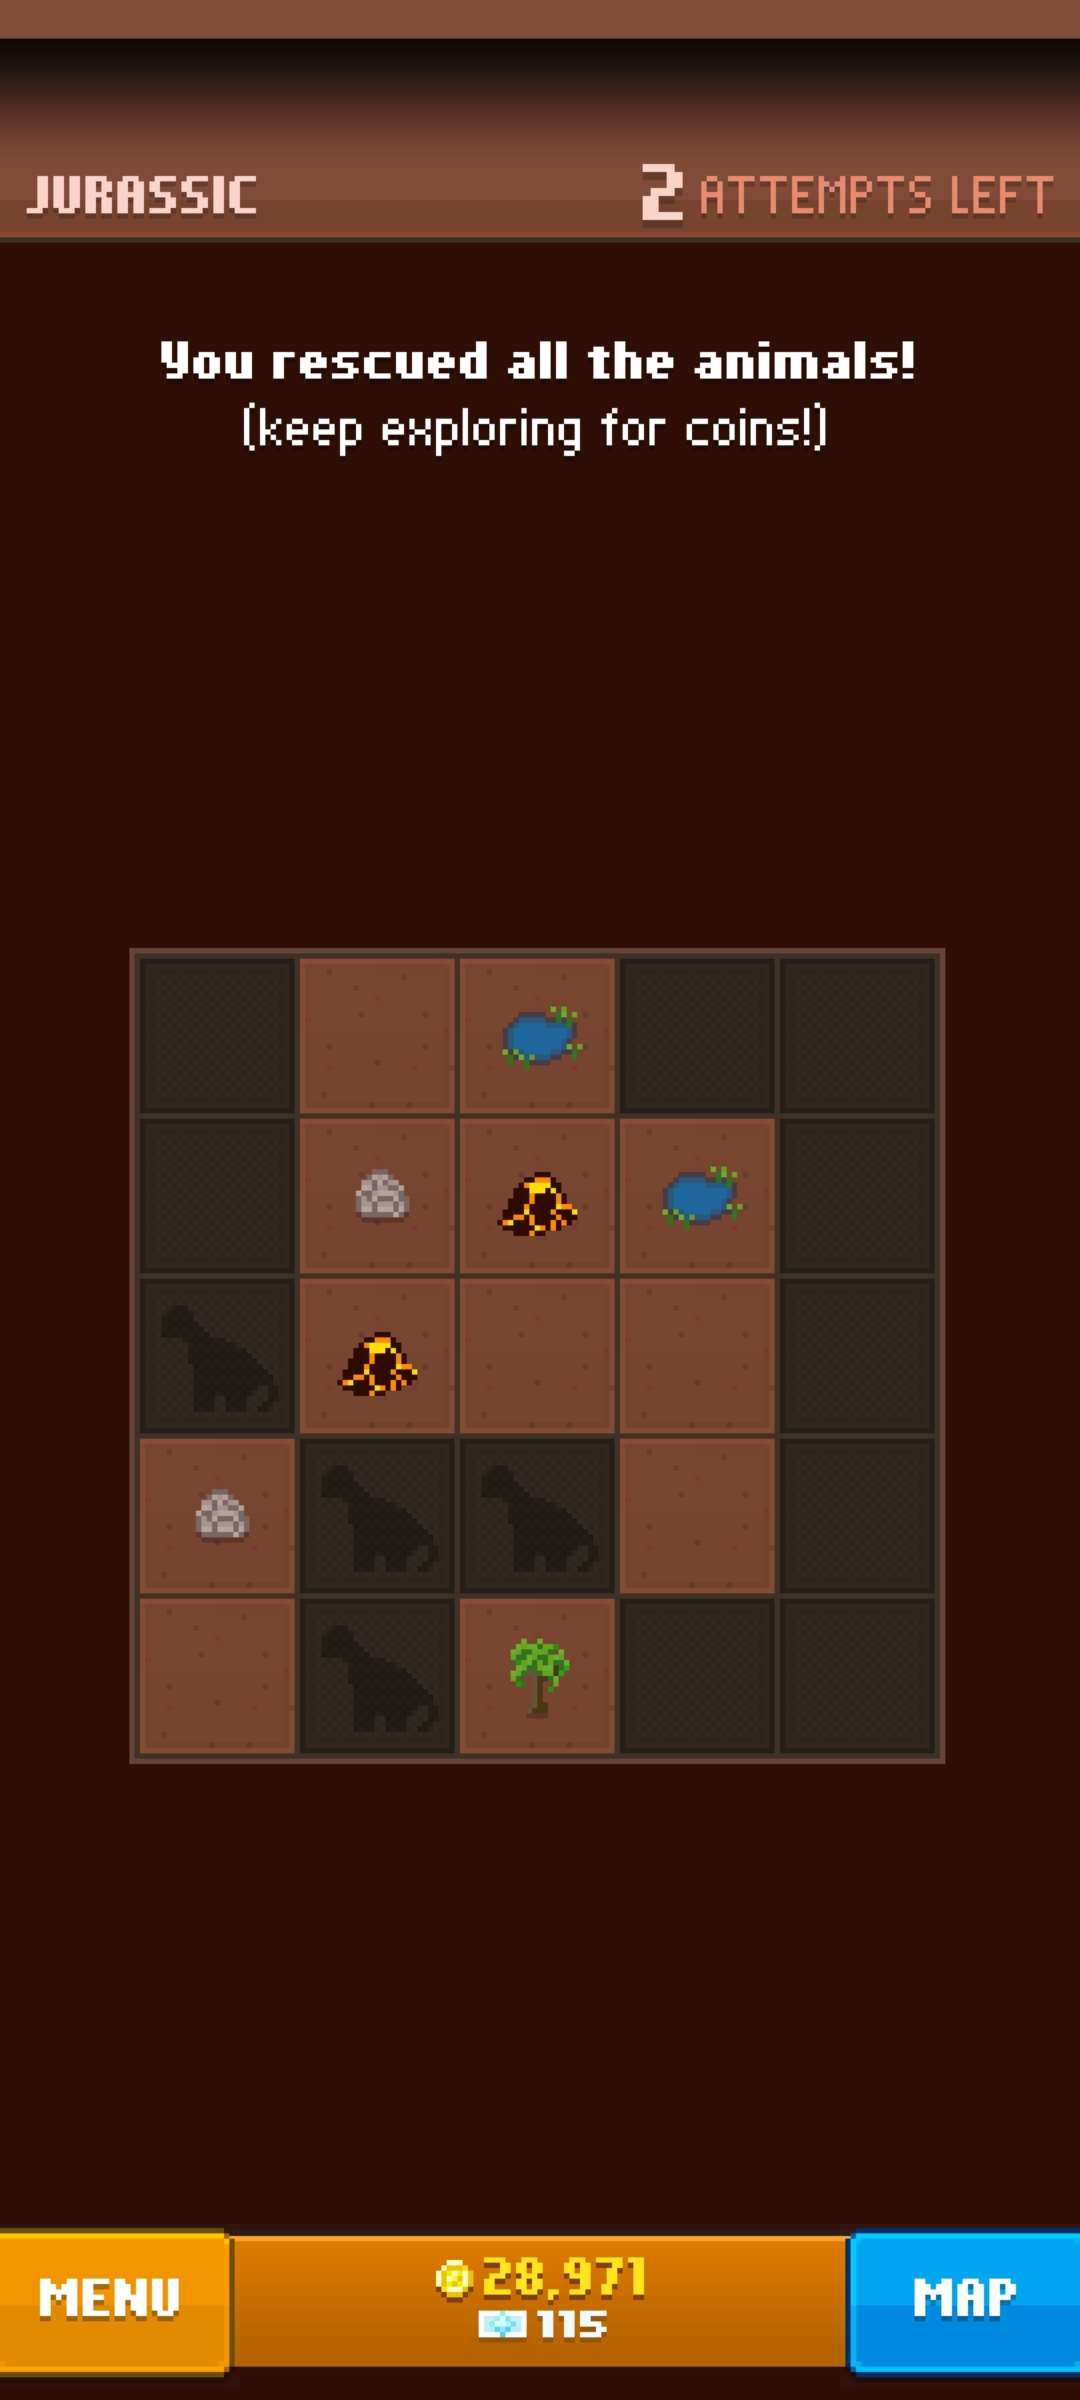 JURASSIC
2 ATTEMPTS LEFT
You rescued all the animals!
(keep exploring for coins!)
MENU
28,971
115
MAP